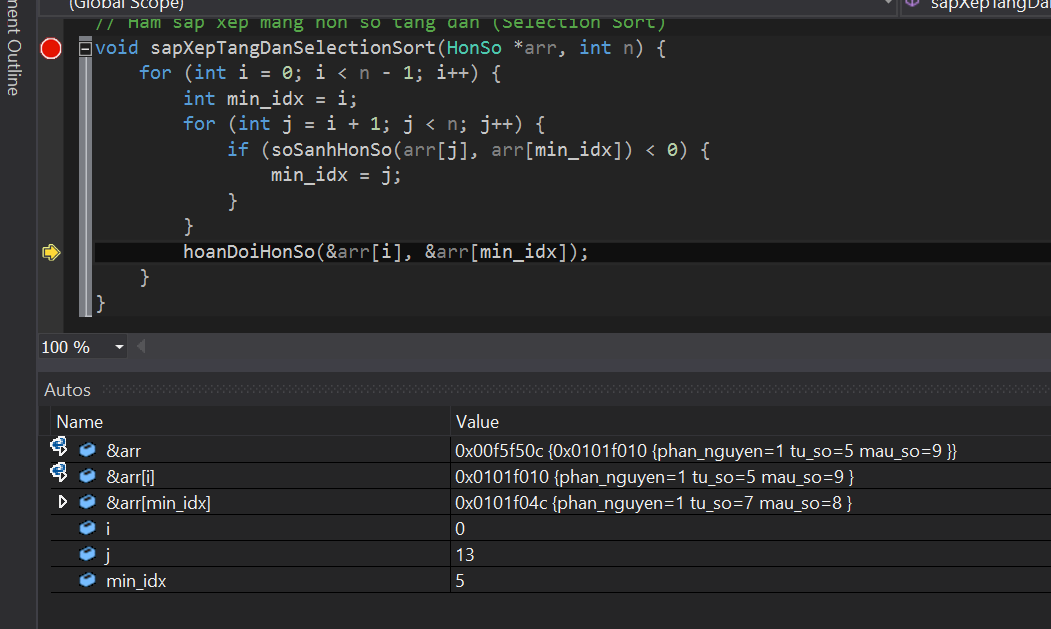 (Global Scope)
sapXepTangDan
ment Outline
// Ham sap xep mang hon so tang dan (Selection Sort)
void sapXepTangDanSelectionSort(HonSo *arr, int n) {
for (int i = 0; i < n - 1; i++) {
int min_idx = i;
for (int j = i + 1; j < n; j++) {
if (soSanhHonSo(arr[j], arr[min_idx]) < 0) {
min_idx = j;
}
}
hoanDoiHonSo(&arr[i], &arr[min_idx]);
}
}
100 %
Autos
Name Value
&arr 0x00f5f50c {0x0101f010 {phan_nguyen=1 tu_so=5 mau_so=9 }}
&arr[i] 0x0101f010 {phan_nguyen=1 tu_so=5 mau_so=9 }
&arr[min_idx] 0x0101f04c {phan_nguyen=1 tu_so=7 mau_so=8 }
i 0
j 13
min_idx 5